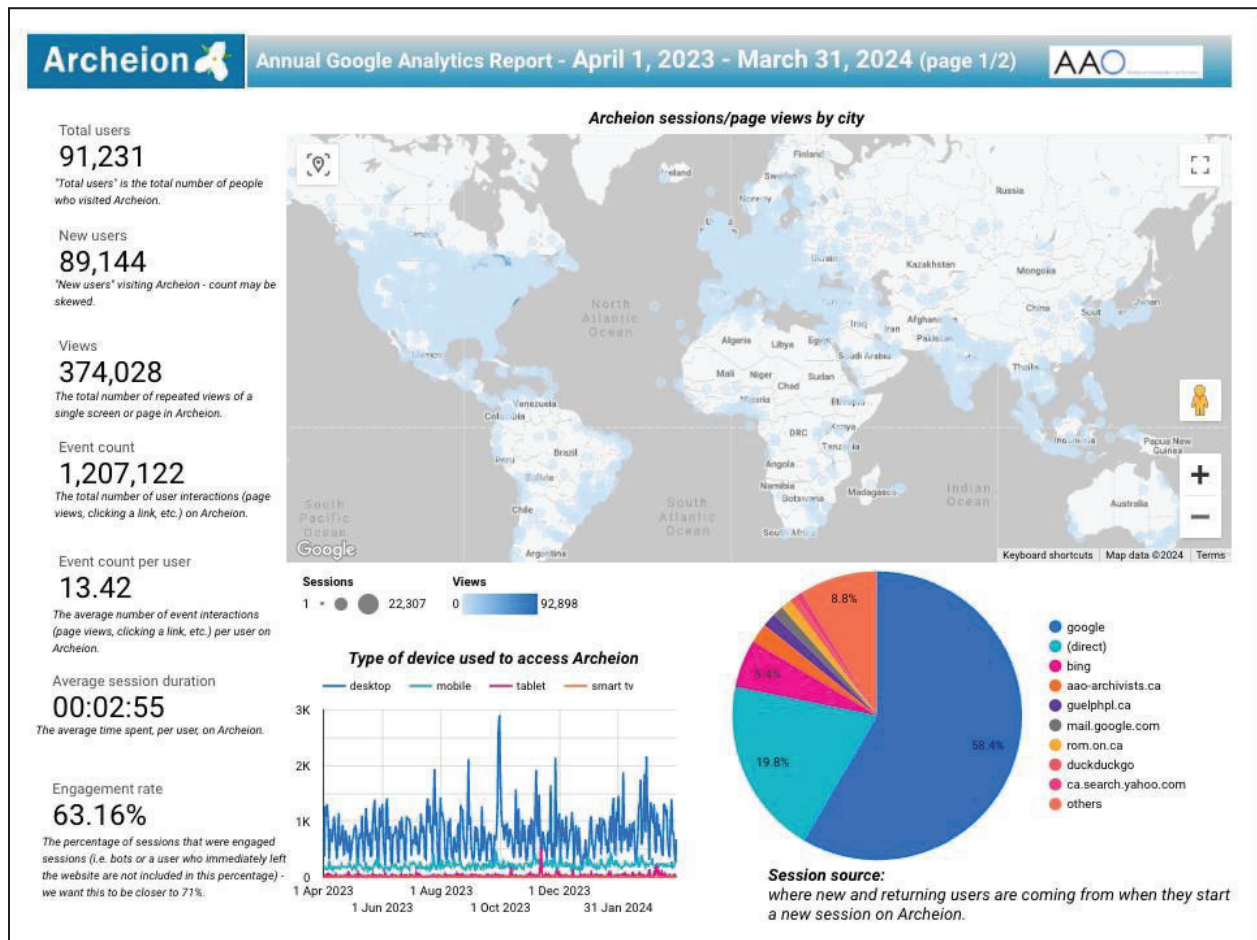 Archeion
Annual Google Analytics Report - April 1, 2023 - March 31, 2024 (page 1/2)
AAO
Total users
91,231
"Total users" is the total number of people
who visited Archeion.
New users
89,144
"New users" visiting Archeion - count may be
skewed.
Views
374,028
The total number of repeated views of a
single screen or page in Archeion.
Event count
1,207,122
The total number of user interactions (page
views, clicking a link, etc.) on Archeion.
Event count per user
13.42
The average number of event interactions
(page views, clicking a link, etc.) per user on
Archeion.
Average session duration
00:02:55
The average time spent, per user, on Archeion.
Engagement rate
63.16%
The percentage of sessions that were engaged
sessions (i.e. bots or a user who immediately left
the website are not included in this percentage) -
we want this to be closer to 71%.
Archeion sessions/page views by city
Iceland
Finland
Sweden
Norway
Russia
Canada
Ukraine
Kazakhstan
Mongolia
North
Atlantic
Ocean
Turkey
China
Japan
Iraq
Iran
Pakistan
Algeria
Libya
Egypt
Saudi Arabia
Mexico
Mali
Niger
Chad
Sudan
Nigeria
Ethiopia
Venezuela
Colombia
DRC
Kenya
Tanzania
Indonesia
Papua New
Guinea
Peru
Brazil
Bolivia
Angola
Namibia
Botswana
Madagascar
Indian
Ocean
Australia
South
Pacific
Ocean
Chile
South
Atlantic
Ocean
South Africa
Argentina
Google
Keyboard shortcuts
Map data ©2024
Terms
Sessions
1
22,307
Views
0
92,898
Type of device used to access Archeion
desktop
mobile
tablet
smart tv
3K
2K
1K
0
1 Apr 2023
1 Jun 2023
1 Aug 2023
1 Oct 2023
1 Dec 2023
31 Jan 2024
8.8%
5.4%
19.8%
58.4%
google
(direct)
bing
aao-archivists.ca
guelphpl.ca
mail.google.com
rom.on.ca
duckduckgo
ca.search.yahoo.com
others
Session source:
where new and returning users are coming from when they start
a new session on Archeion.